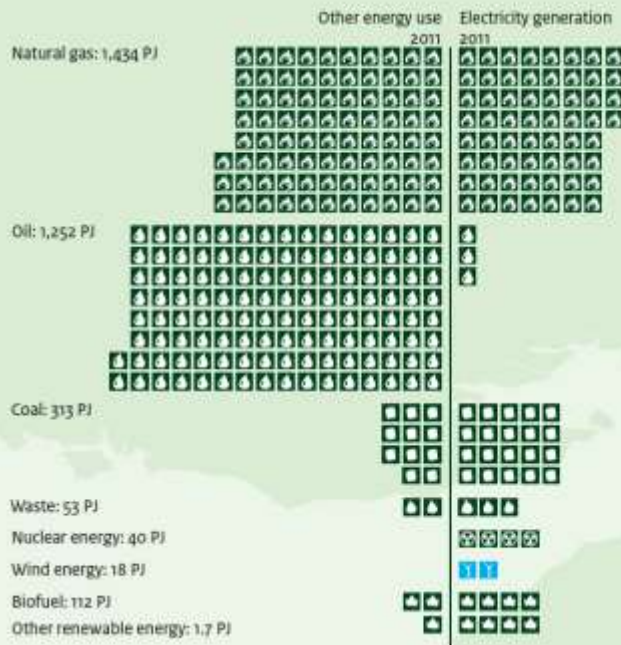 Other energy use
2011
Electricity generation
2011
Natural gas: 1,434 PJ
Oil: 1,252 PJ
Coal: 313 PJ
Waste: 53 PJ
Nuclear energy: 40 PJ
Wind energy: 18 PJ
Biofuel: 112 PJ
Other renewable energy: 1.7 PJ